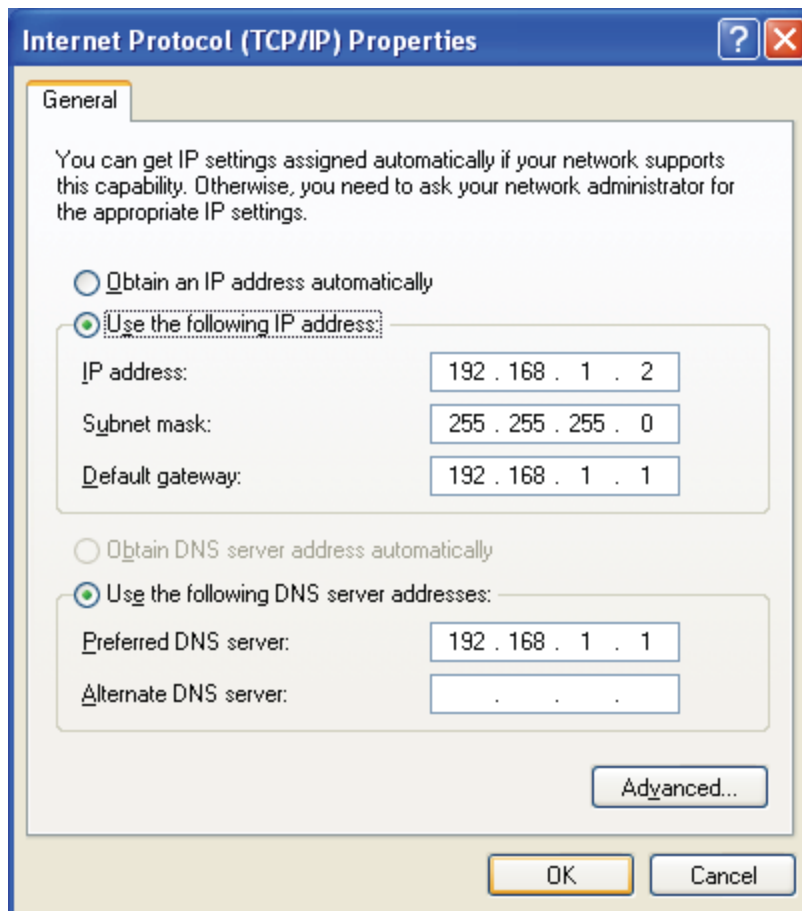 Internet Protocol (TCP/IP) Properties
General
You can get IP settings assigned automatically if your network supports
this capability. Otherwise, you need to ask your network administrator for
the appropriate IP settings.
Obtain an IP address automatically
Use the following IP address:
IP address: 192 . 168 . 1 . 2
Subnet mask: 255 . 255 . 255 . 0
Default gateway: 192 . 168 . 1 . 1
Obtain DNS server address automatically
Use the following DNS server addresses:
Preferred DNS server: 192 . 168 . 1 . 1
Alternate DNS server: . . .
Advanced...
OK Cancel